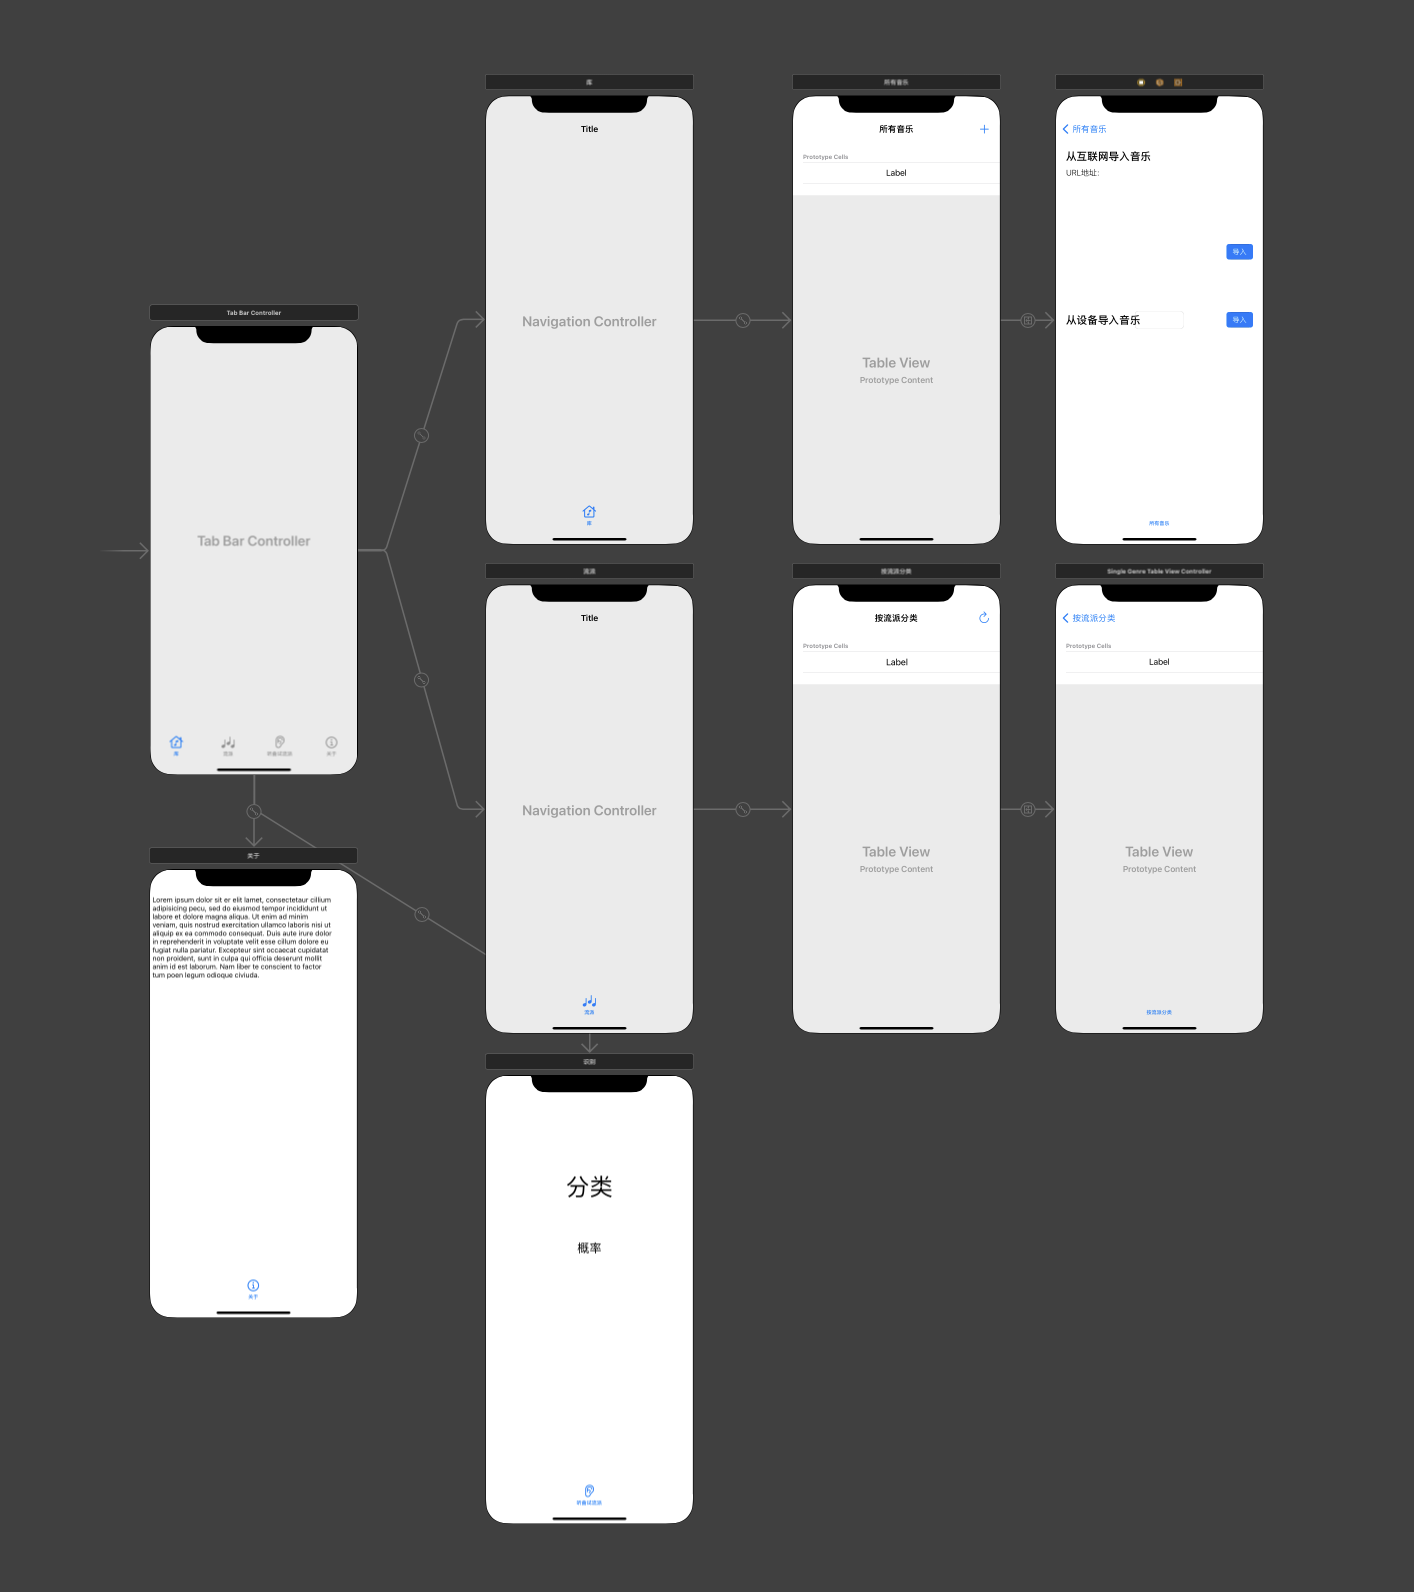 库
所有音乐
Title
所有音乐
Prototype Cells
Label
所有音乐
从互联网导入音乐
URL地址:
导入
从设备导入音乐
导入
Navigation Controller
Table View
Prototype Content
库
所有音乐
Tab Bar Controller
Tab Bar Controller
库
流派
关于
流派
按流派分类
Single Genre Table View Controller
Title
按流派分类
Prototype Cells
Label
按流派分类
Prototype Cells
Label
Navigation Controller
Table View
Prototype Content
Table View
Prototype Content
流派
按流派分类
关于
Lorem ipsum dolor sit er elit lamet, consectetaur cillium
adipisicing pecu, sed do eiusmod tempor incididunt ut
labore et dolore magna aliqua. Ut enim ad minim
veniam, quis nostrud exercitation ullamco laboris nisi ut
aliquip ex ea commodo consequat. Duis aute irure dolor
in reprehenderit in voluptate velit esse cillum dolore eu
fugiat nulla pariatur. Excepteur sint occaecat cupidatat
non proident, sunt in culpa qui officia deserunt mollit
anim id est laborum. Nam liber te conscient to factor
tum poen legum odioque civiuda.
关于
识别
分类
概率